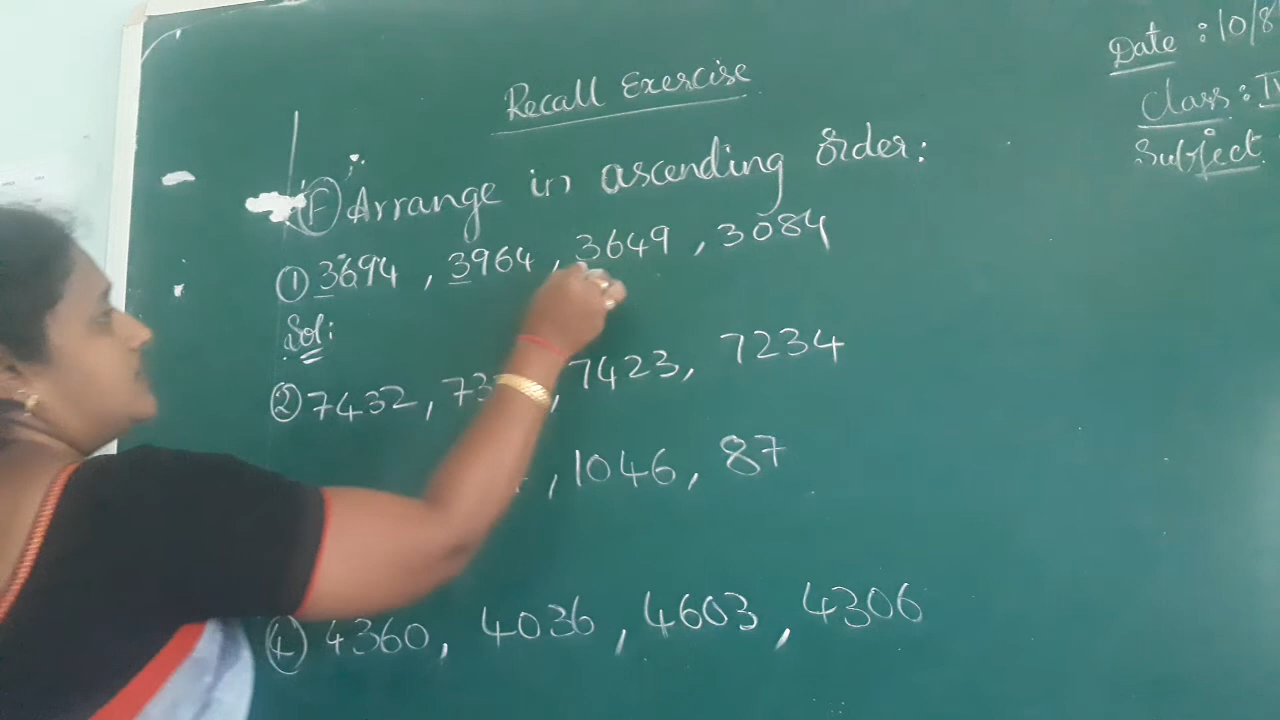 Recall Exercise
Date : 10/8
Class :
Subject
(F) Arrange in ascending order :
① 3694 , 3964 , 3649 , 3084
Sol :
② 7432 , , 7423 , 7234
, 1046 , 87
④ 4360 , 4036 , 4603 , 4306